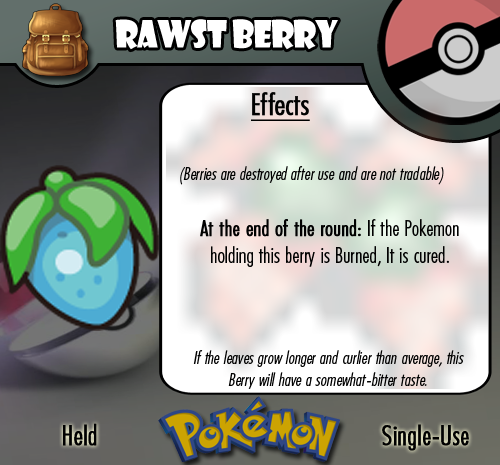 RAWST BERRY
Effects
(Berries are destroyed after use and are not tradable)
At the end of the round: If the Pokemon
holding this berry is Burned, It is cured.
If the leaves grow longer and curlier than average, this
Berry will have a somewhat-bitter taste.
Held
POKéMON
Single-Use